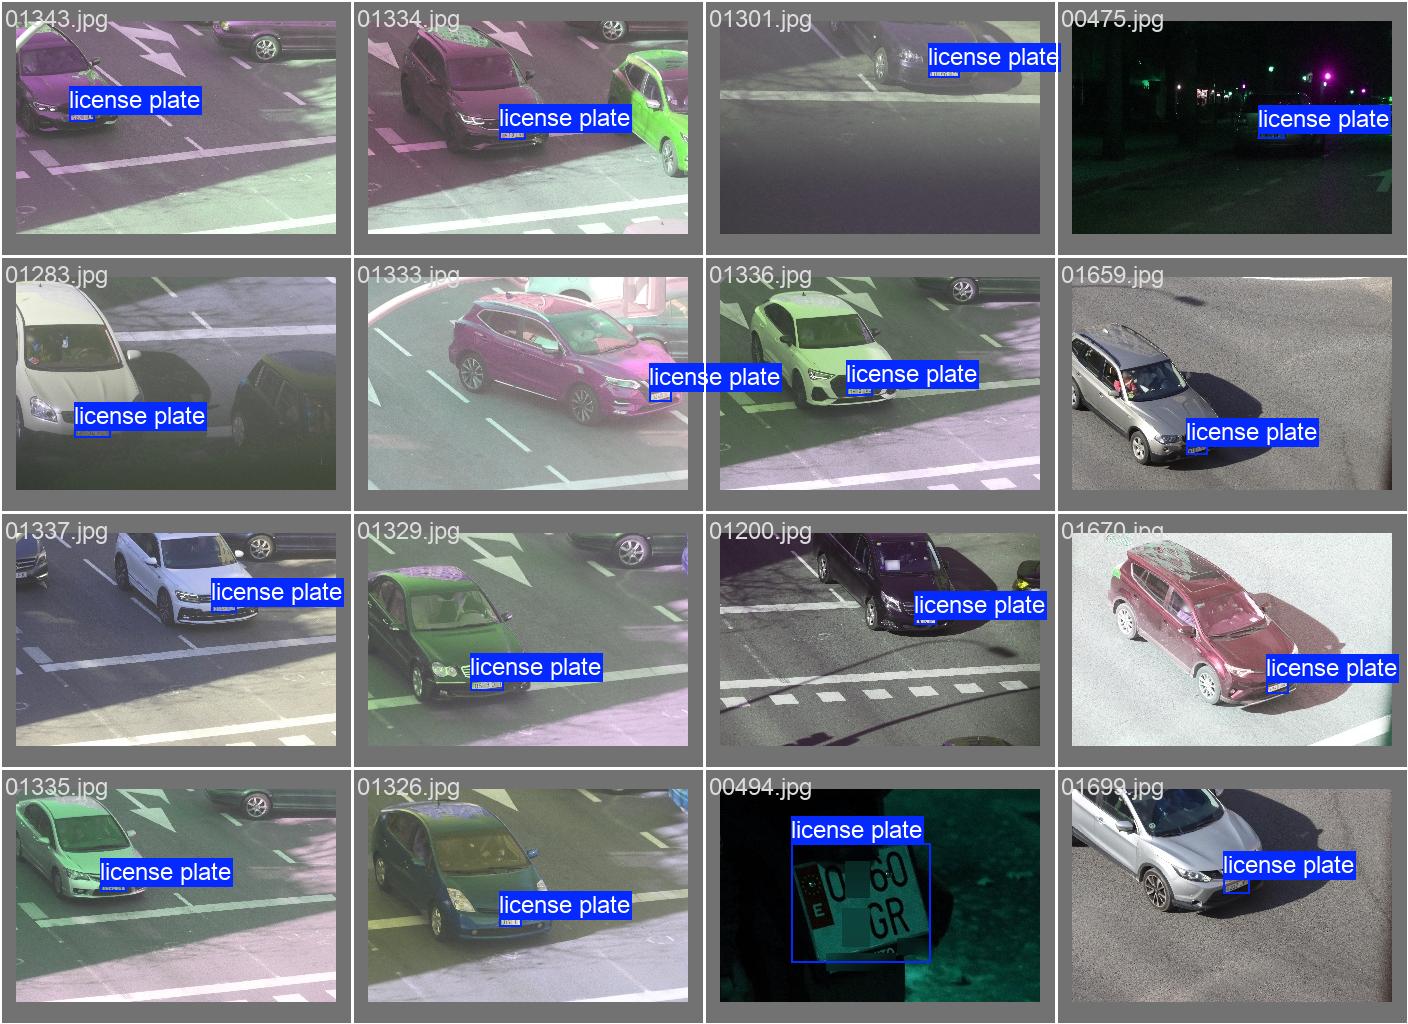 01343.jpg
license plate
01334.jpg
license plate
01301.jpg
license plate
00475.jpg
license plate
01283.jpg
license plate
01333.jpg
license plate
01336.jpg
license plate
01659.jpg
license plate
01337.jpg
license plate
01329.jpg
license plate
01200.jpg
license plate
01670.jpg
license plate
01335.jpg
license plate
01326.jpg
license plate
00494.jpg
license plate
0 60
E
GR
01699.jpg
license plate